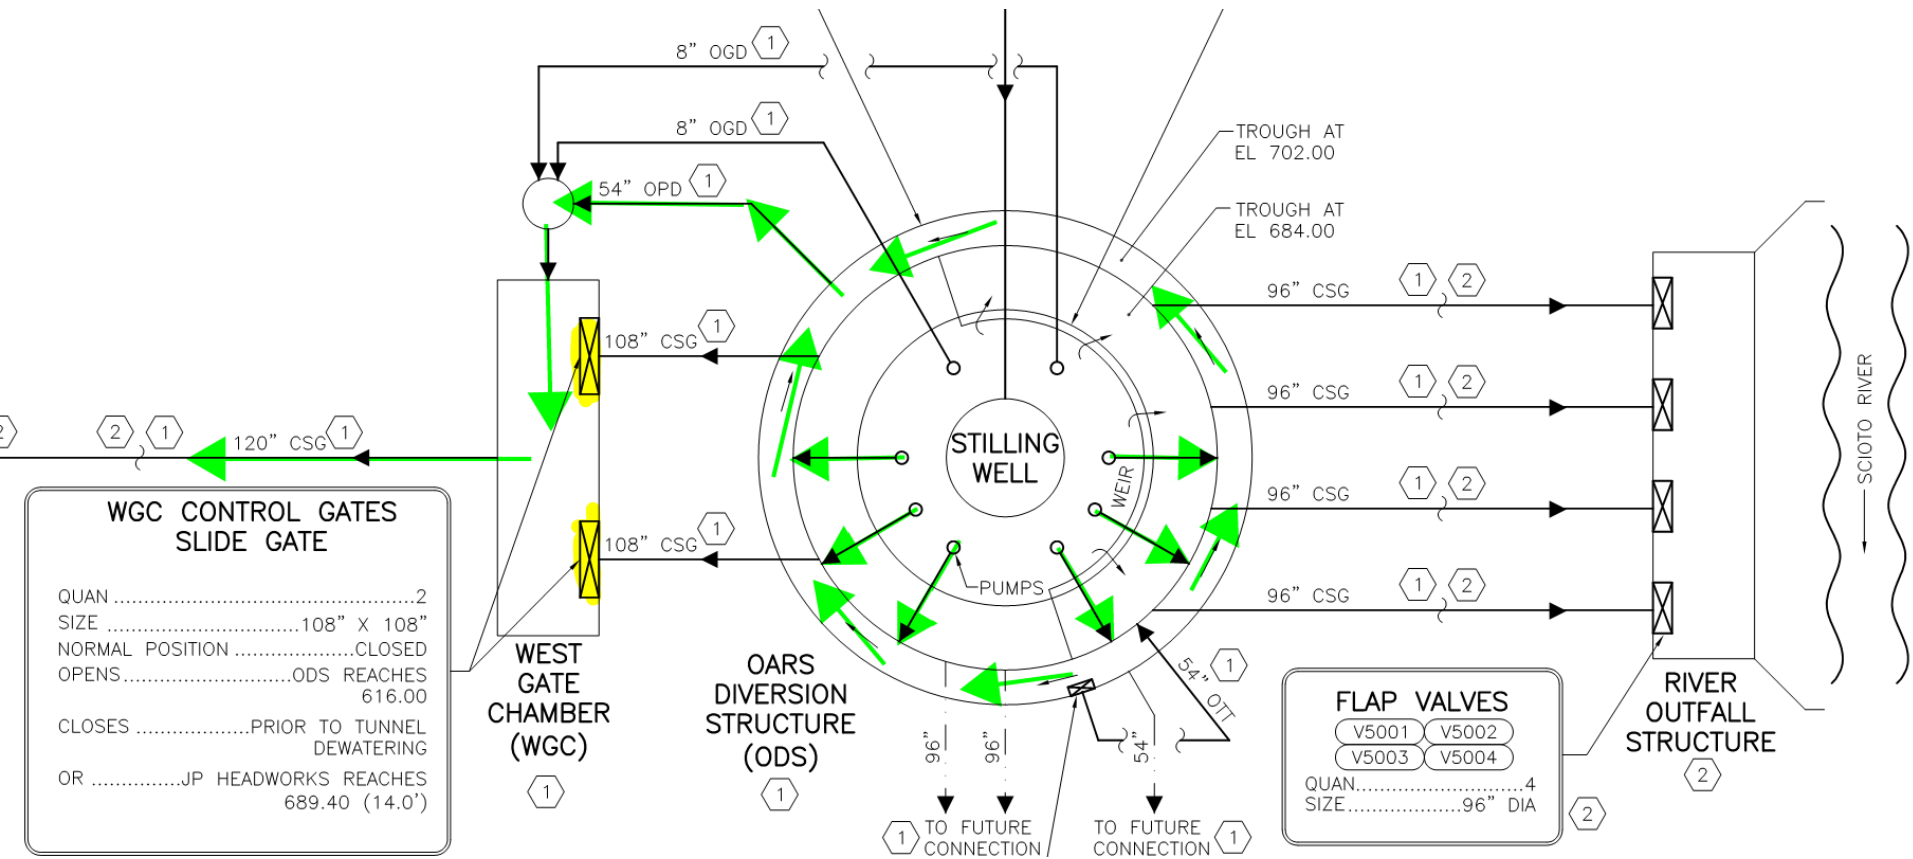 8" OGD 1
8" OGD 1
54" OPD 1
TROUGH AT
EL 702.00
TROUGH AT
EL 684.00
108" CSG 1
108" CSG 1
2
2 1
120" CSG 1
STILLING
WELL
WEIR
PUMPS
96" CSG 1 2
96" CSG 1 2
96" CSG 1 2
96" CSG 1 2
SCIOTO RIVER
WGC CONTROL GATES
SLIDE GATE
QUAN ........................................2
SIZE .............................108" X 108"
NORMAL POSITION ..................CLOSED
OPENS.........................ODS REACHES
616.00
CLOSES ...............PRIOR TO TUNNEL
DEWATERING
OR ..............JP HEADWORKS REACHES
689.40 (14.0')
WEST
GATE
CHAMBER
(WGC)
1
OARS
DIVERSION
STRUCTURE
(ODS)
1
96"
96"
54"
54" OTT 1
1 TO FUTURE
CONNECTION
TO FUTURE
CONNECTION 1
FLAP VALVES
V5001 V5002
V5003 V5004
QUAN......................4
SIZE.................96" DIA
2
RIVER
OUTFALL
STRUCTURE
2